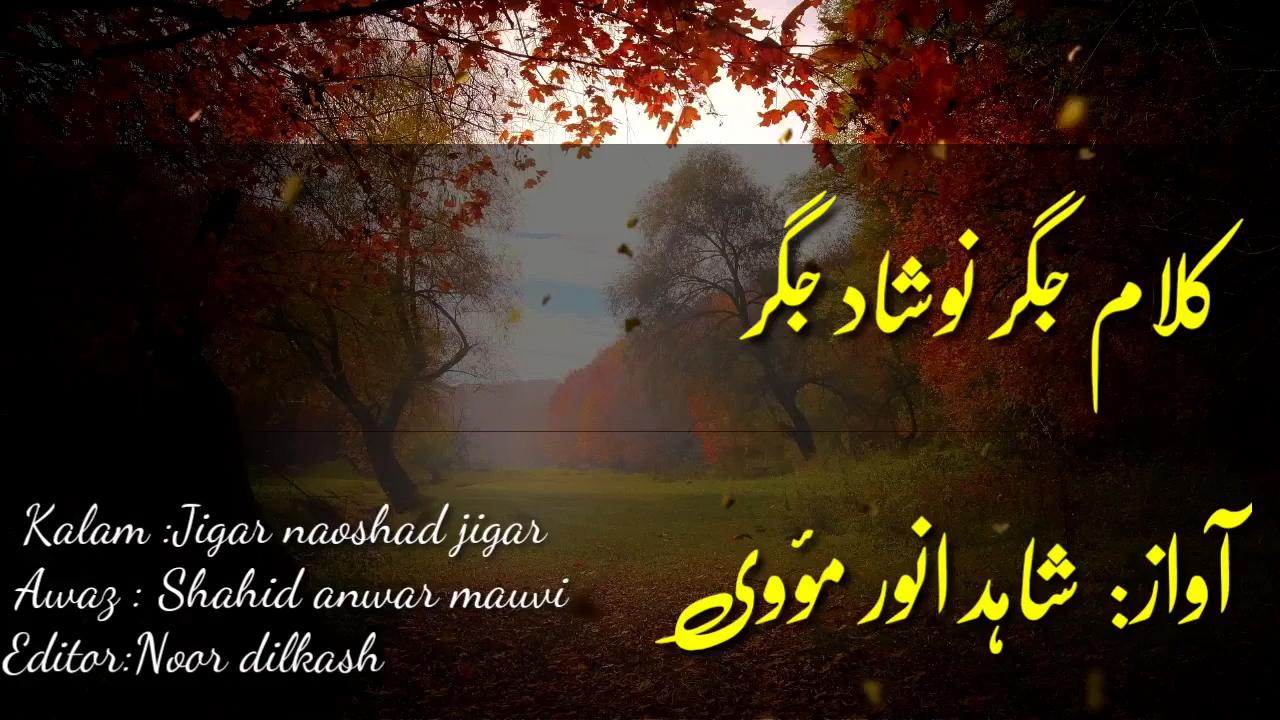 کلام جگر نوشاد جگر
آواز: شاہد انور مؤوی
Kalam :Jigar naoshad jigar
Awaz : Shahid anwar mauvi
Editor:Noor dilkash